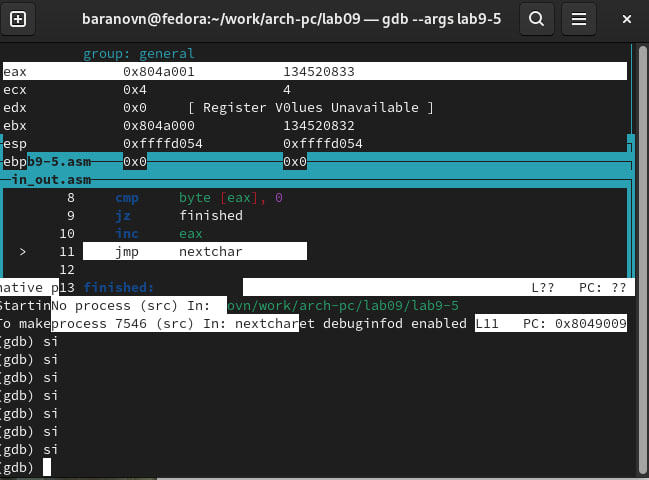 baranovn@fedora:~/work/arch-pc/lab09 — gdb --args lab9-5
group: general
eax 0x804a001 134520833
ecx 0x4 4
edx 0x0 [ Register V0lues Unavailable ]
ebx 0x804a000 134520832
esp 0xffffd054 0xffffd054
ebpb9-5.asm 0x0 0x0
in_out.asm
8 cmp byte [eax], 0
9 jz finished
10 inc eax
> 11 jmp nextchar
12
native p13 finished: L?? PC: ??
StartinNo process (src) In: ovn/work/arch-pc/lab09/lab9-5
To makeprocess 7546 (src) In: nextcharet debuginfod enabled L11 PC: 0x8049009
(gdb) si
(gdb) si
(gdb) si
(gdb) si
(gdb) si
(gdb) si
(gdb) si
(gdb)